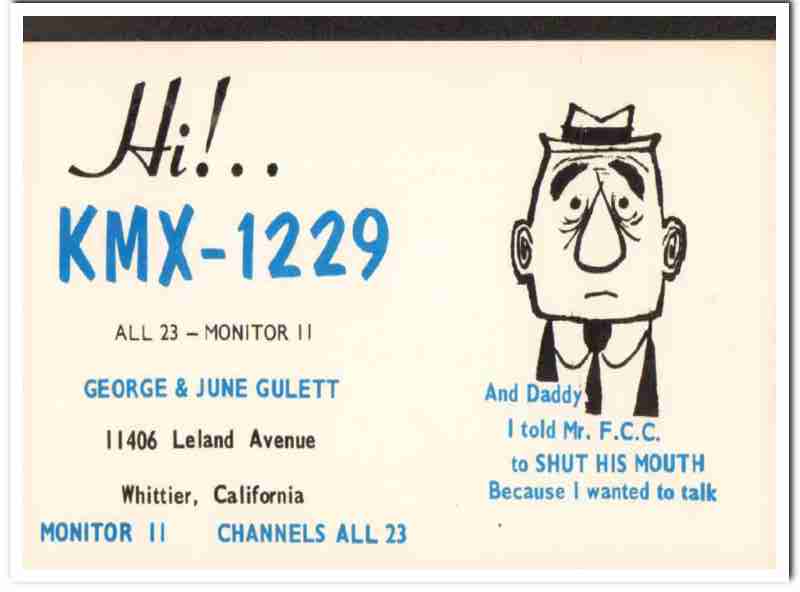 Hi!..
KMX-1229
ALL 23 – MONITOR 11
GEORGE & JUNE GULETT
11406 Leland Avenue
Whittier, California
MONITOR 11 CHANNELS ALL 23
And Daddy
I told Mr. F.C.C.
to SHUT HIS MOUTH
Because I wanted to talk